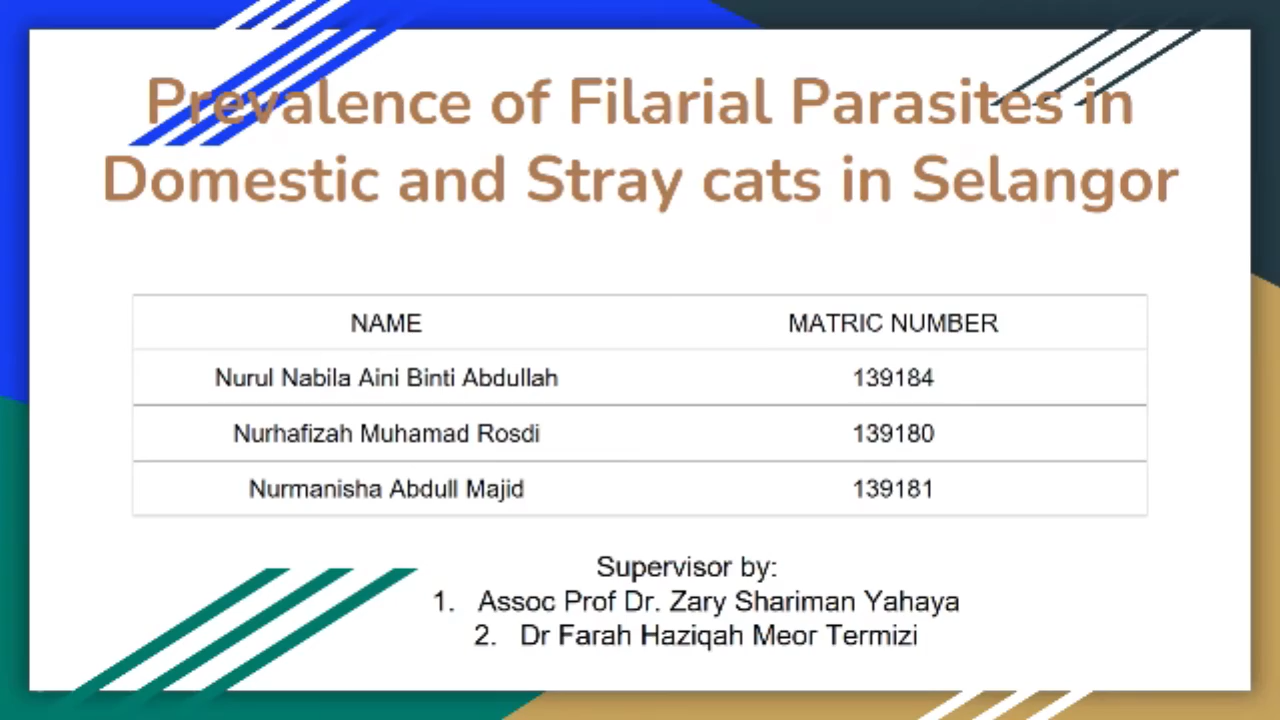 Prevalence of Filarial Parasites in
Domestic and Stray cats in Selangor
NAME MATRIC NUMBER
Nurul Nabila Aini Binti Abdullah 139184
Nurhafizah Muhamad Rosdi 139180
Nurmanisha Abdull Majid 139181
Supervisor by:
1. Assoc Prof Dr. Zary Shariman Yahaya
2. Dr Farah Haziqah Meor Termizi